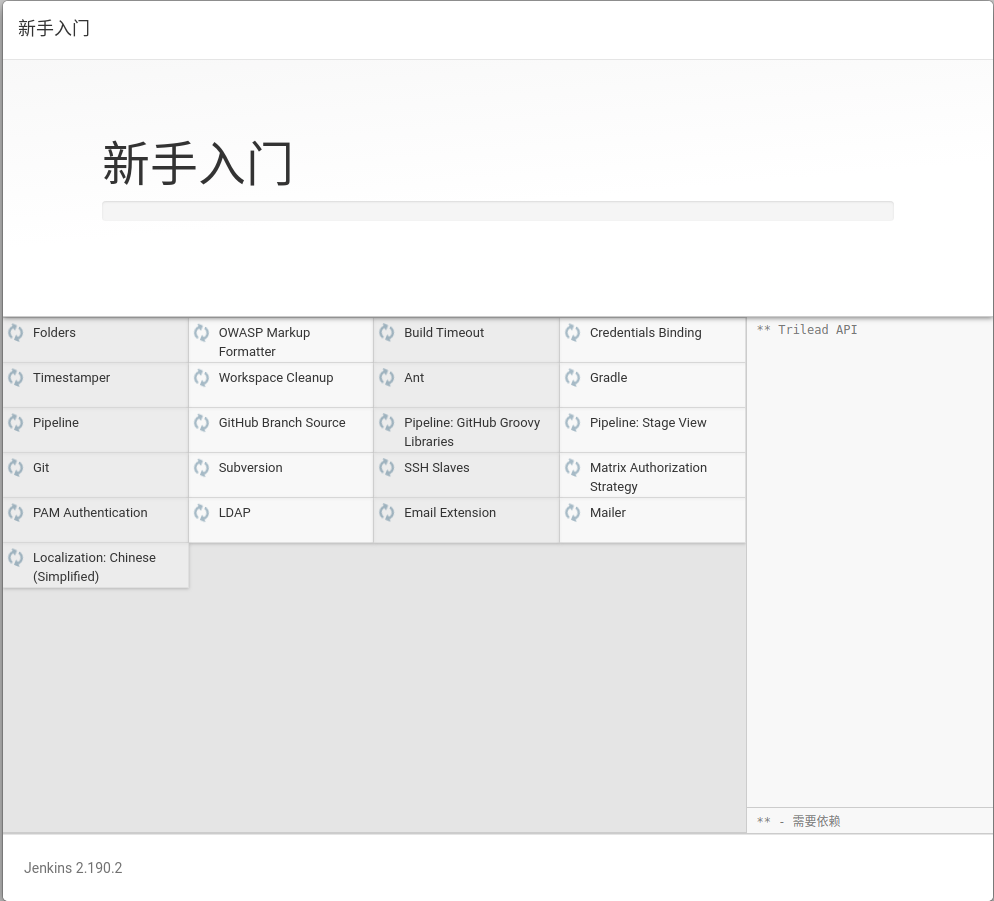 新手入门
新手入门
Folders
OWASP Markup
Formatter
Build Timeout
Credentials Binding
** Trilead API
Timestamper
Workspace Cleanup
Ant
Gradle
Pipeline
GitHub Branch Source
Pipeline: GitHub Groovy
Libraries
Pipeline: Stage View
Git
Subversion
SSH Slaves
Matrix Authorization
Strategy
PAM Authentication
LDAP
Email Extension
Mailer
Localization: Chinese
(Simplified)
** - 需要依赖
Jenkins 2.190.2